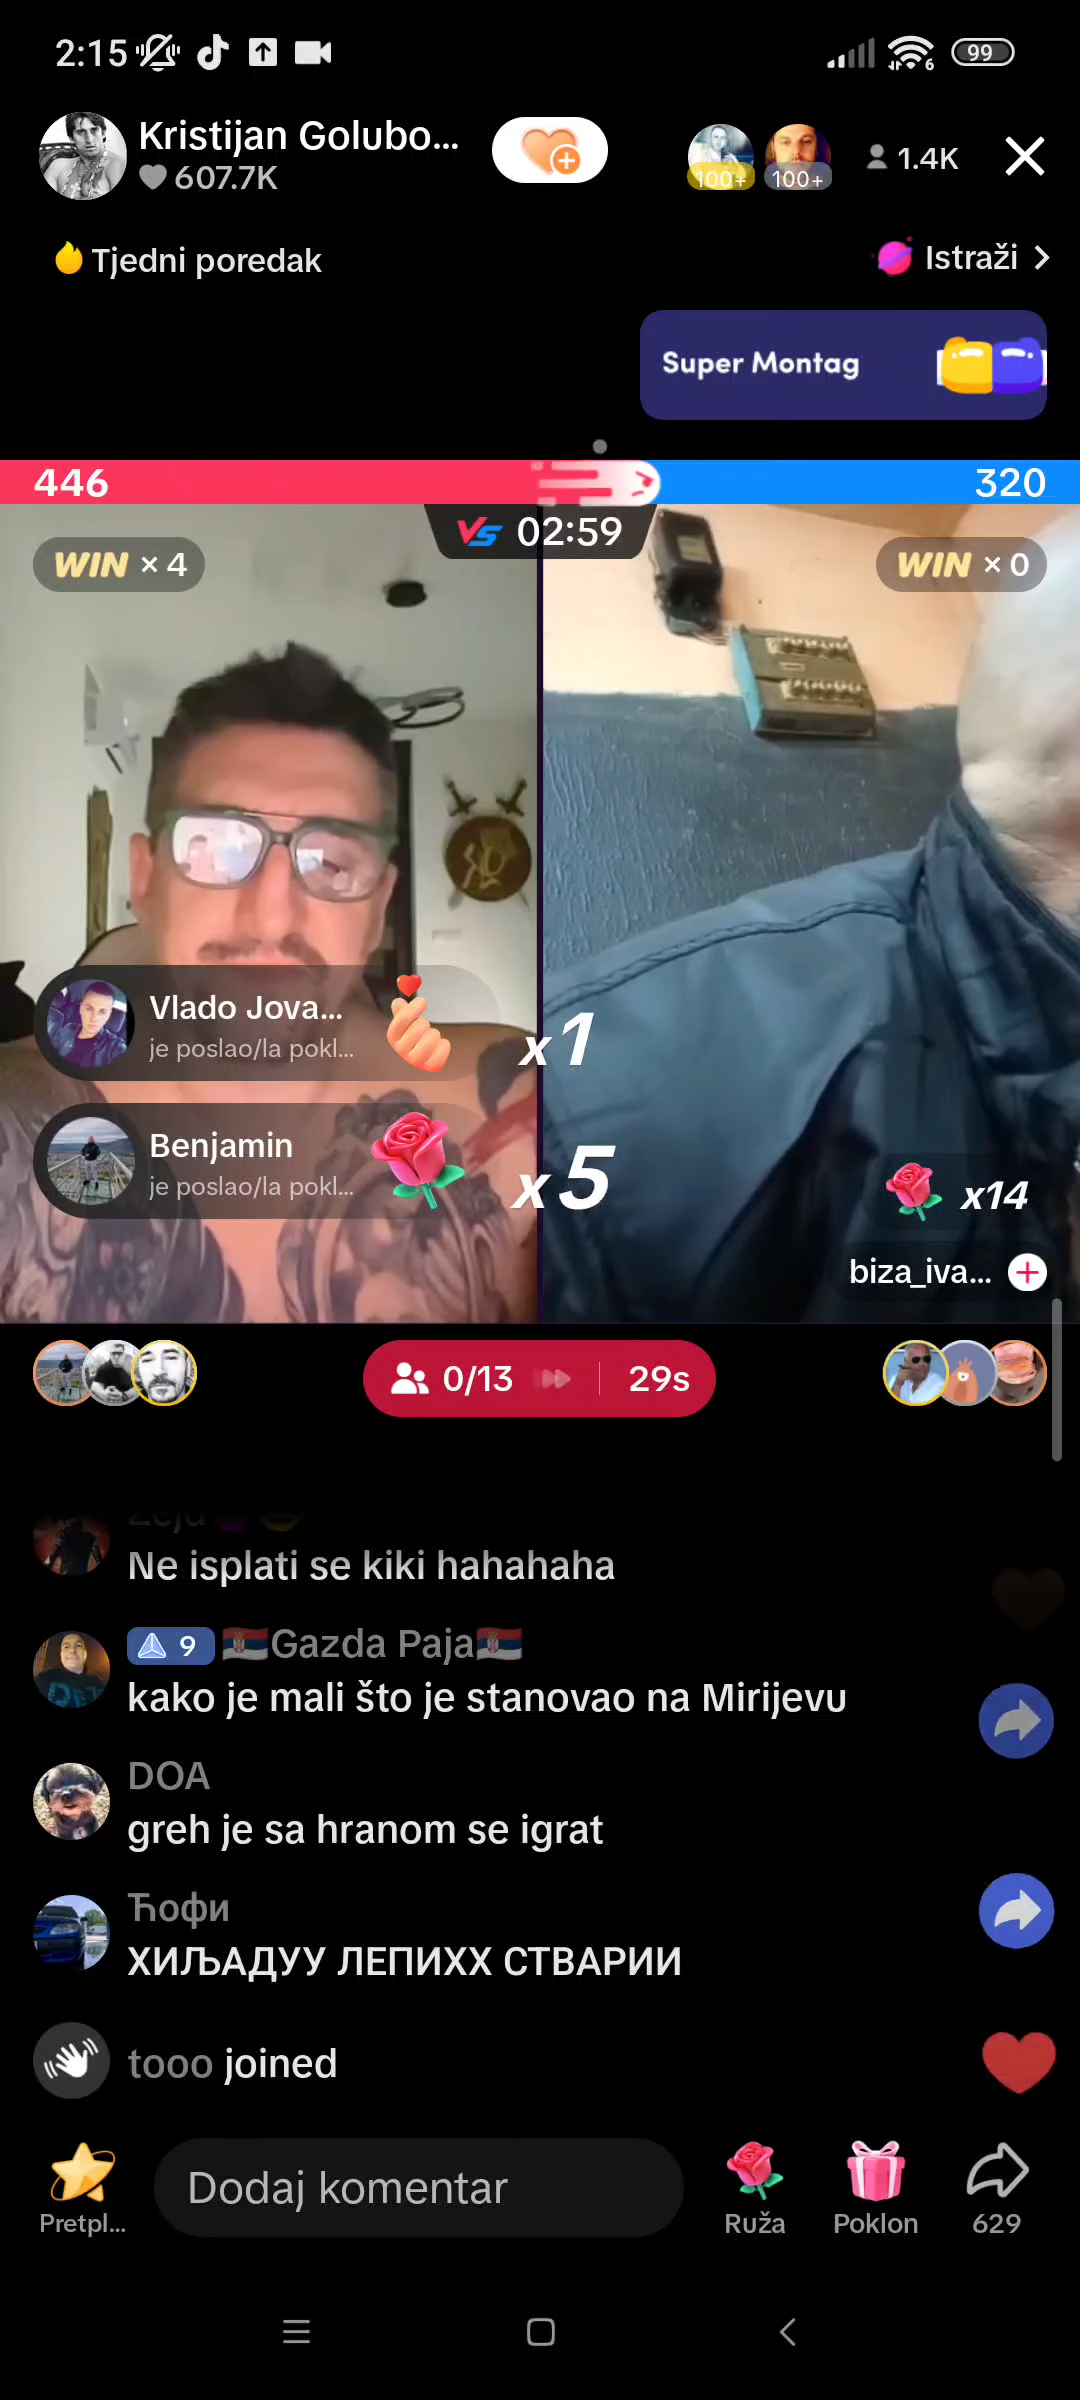 2:15
99
Kristijan Golubo...
607.7K
100+
100+
1.4K
Tjedni poredak
Istraži
Super Montag
446
320
VS 02:59
WIN × 4
WIN × 0
Vlado Jova...
je poslao/la pokl...
x1
Benjamin
je poslao/la pokl...
x5
x14
biza_iva...
0/13
29s
Ne isplati se kiki hahahaha
9 Gazda Paja
kako je mali što je stanovao na Mirijevu
DOA
greh je sa hranom se igrat
Ћофи
ХИЉАДУУ ЛЕПИХХ СТВАРИИ
tooo joined
Pretpl...
Dodaj komentar
Ruža
Poklon
629